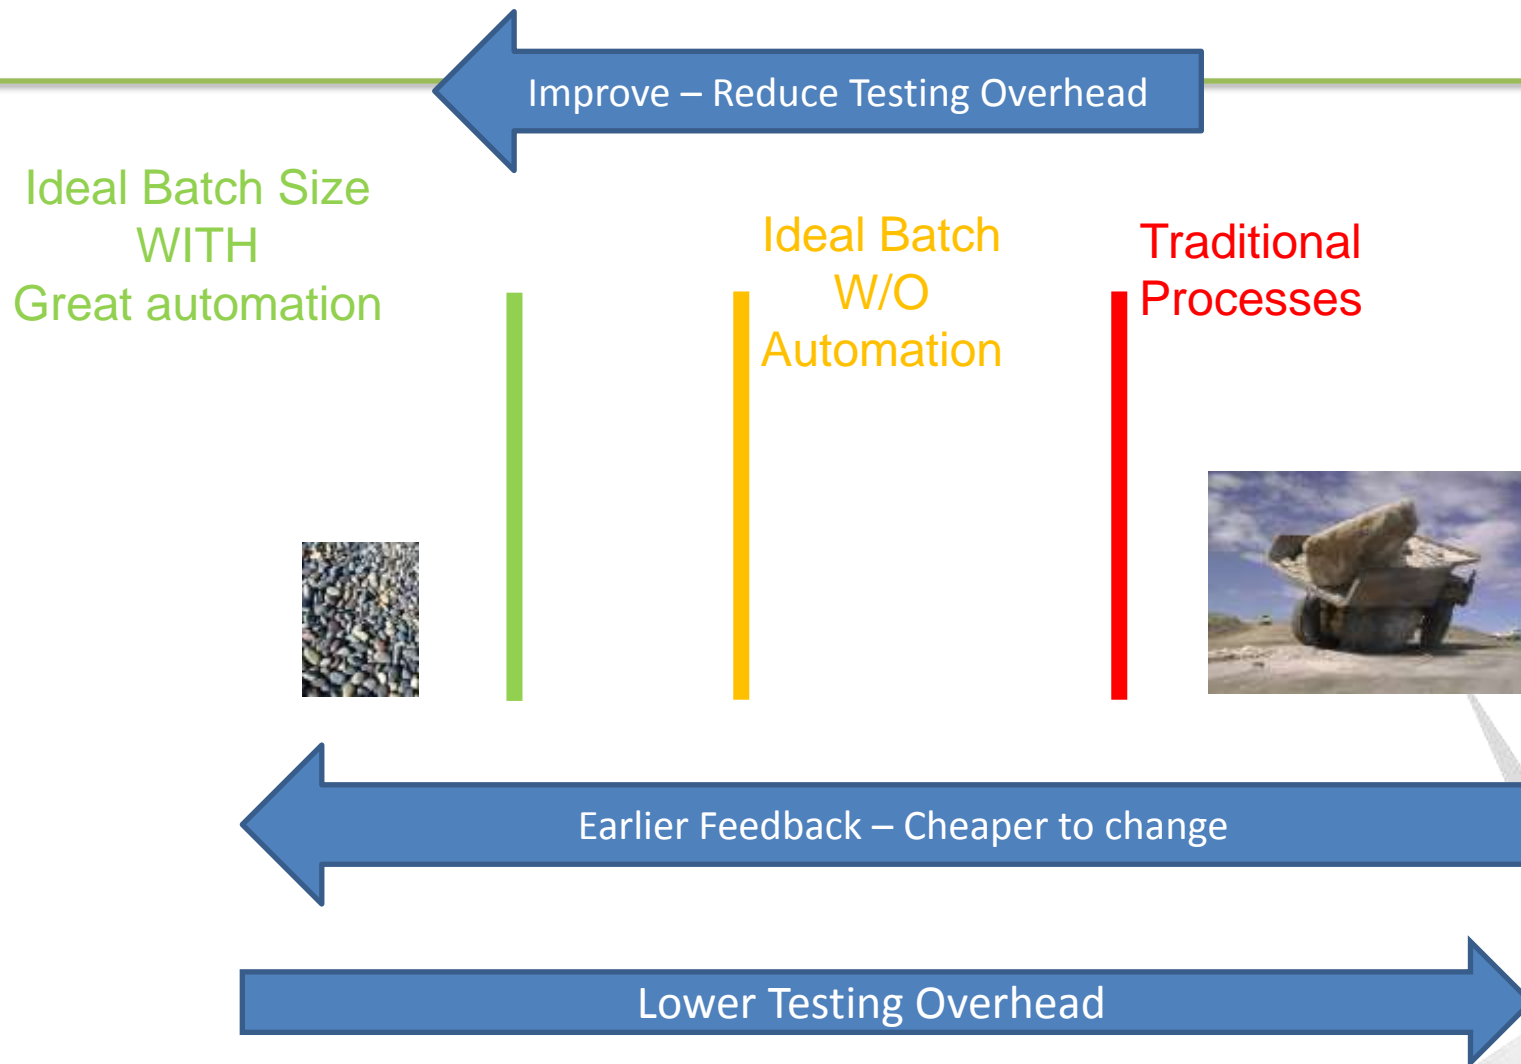 Improve – Reduce Testing Overhead
Ideal Batch Size
WITH
Great automation
Ideal Batch
W/O
Automation
Traditional
Processes
Earlier Feedback – Cheaper to change
Lower Testing Overhead